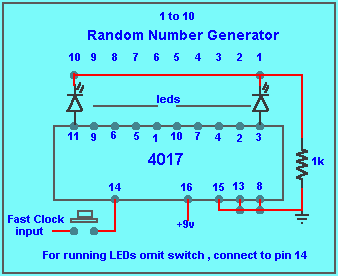 1 to 10
Random Number Generator
10 9 8 7 6 5 4 3 2 1
leds
11 9 6 5 1 10 7 4 2 3
4017
14 16 15 13 8
1k
Fast Clock
input
+9v
For running LEDs omit switch , connect to pin 14